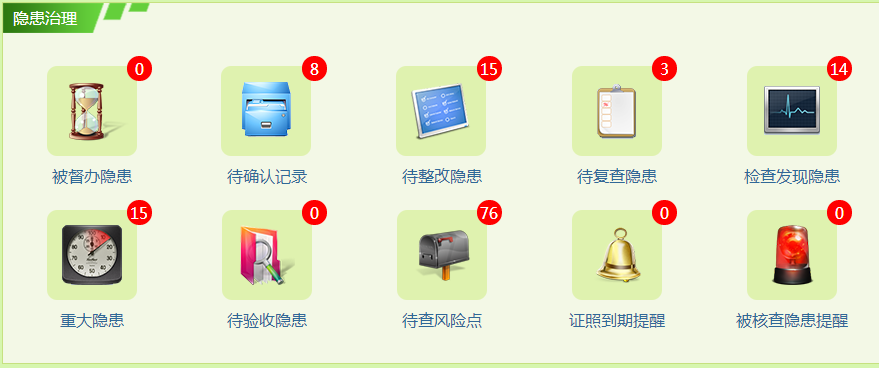 隐患治理
0
8
15
3
14
被督办隐患
待确认记录
待整改隐患
待复查隐患
检查发现隐患
15
0
76
0
0
重大隐患
待验收隐患
待查风险点
证照到期提醒
被核查隐患提醒